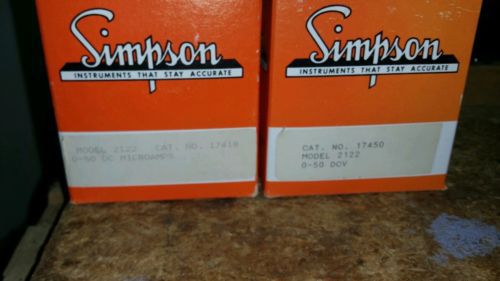 Simpson
INSTRUMENTS THAT STAY ACCURATE
MODEL 2122 CAT. NO. 17418
0-50 DC MICROAMPS
Simpson
INSTRUMENTS THAT STAY ACCURATE
CAT. NO. 17450
MODEL 2122
0-50 DCV